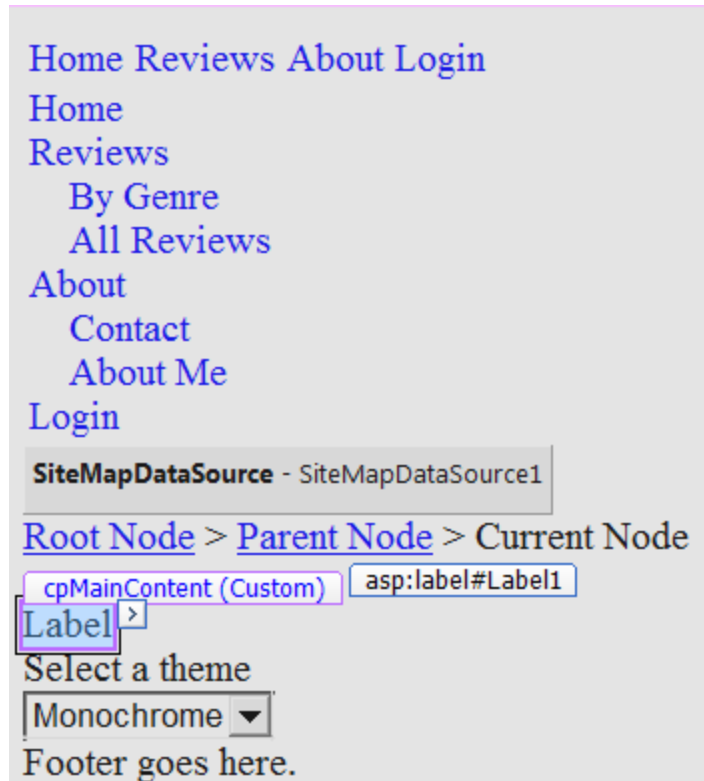 Home Reviews About Login
Home
Reviews
By Genre
All Reviews
About
Contact
About Me
Login
SiteMapDataSource - SiteMapDataSource1
Root Node > Parent Node > Current Node
cpMainContent (Custom) asp:label#Label1
Label >
Select a theme
Monochrome
Footer goes here.